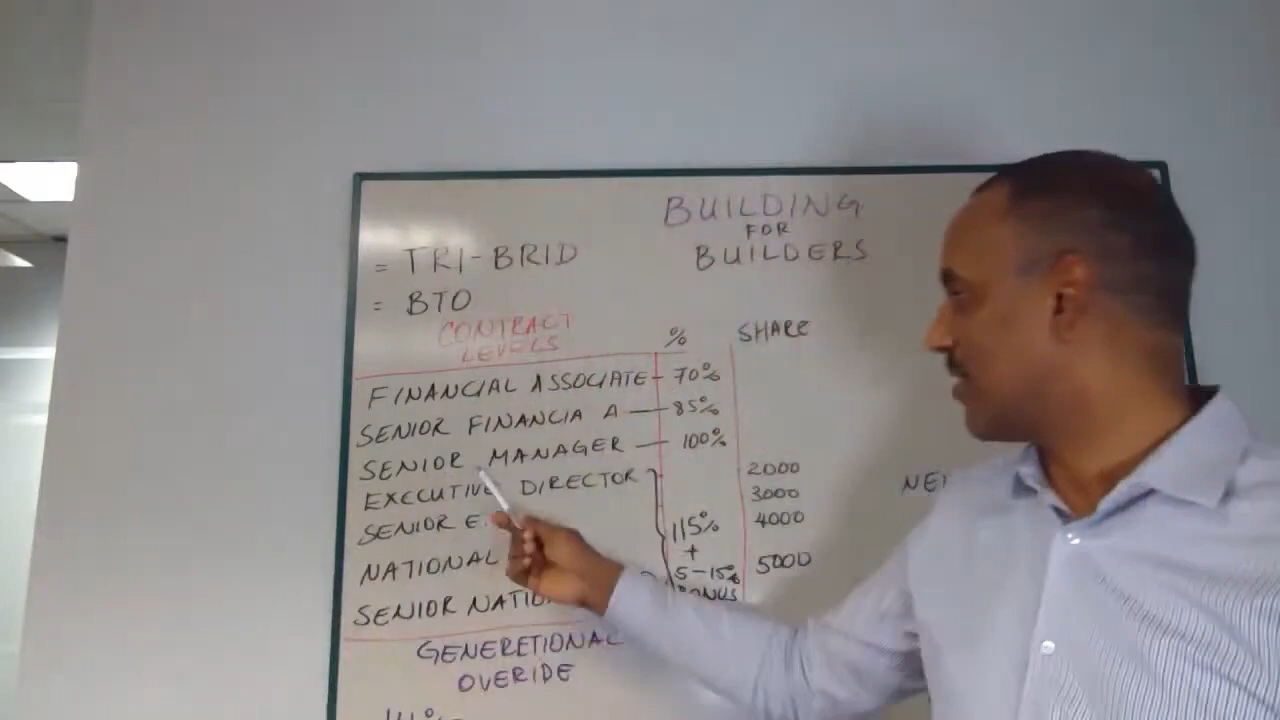 BUILDING
FOR
BUILDERS
= TRI-BRID
= BTO
CONTRACT
LEVELS
% SHARE
FINANCIAL ASSOCIATE - 70%
SENIOR FINANCIA A - 85%
SENIOR MANAGER - 100%
EXECUTIVE DIRECTOR 2000
3000
SENIOR E. 115% 4000
+
NATIONAL 5-15% 5000
SENIOR BONUS
GENERETIONAL
OVERIDE